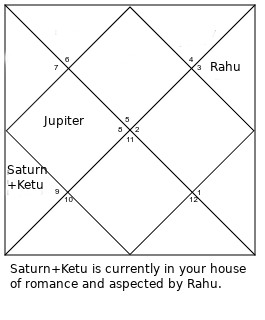 6
4
7
3
Rahu
Jupiter
5
8
2
11
Saturn
+Ketu
9
10
1
12
Saturn+Ketu is currently in your house
of romance and aspected by Rahu.